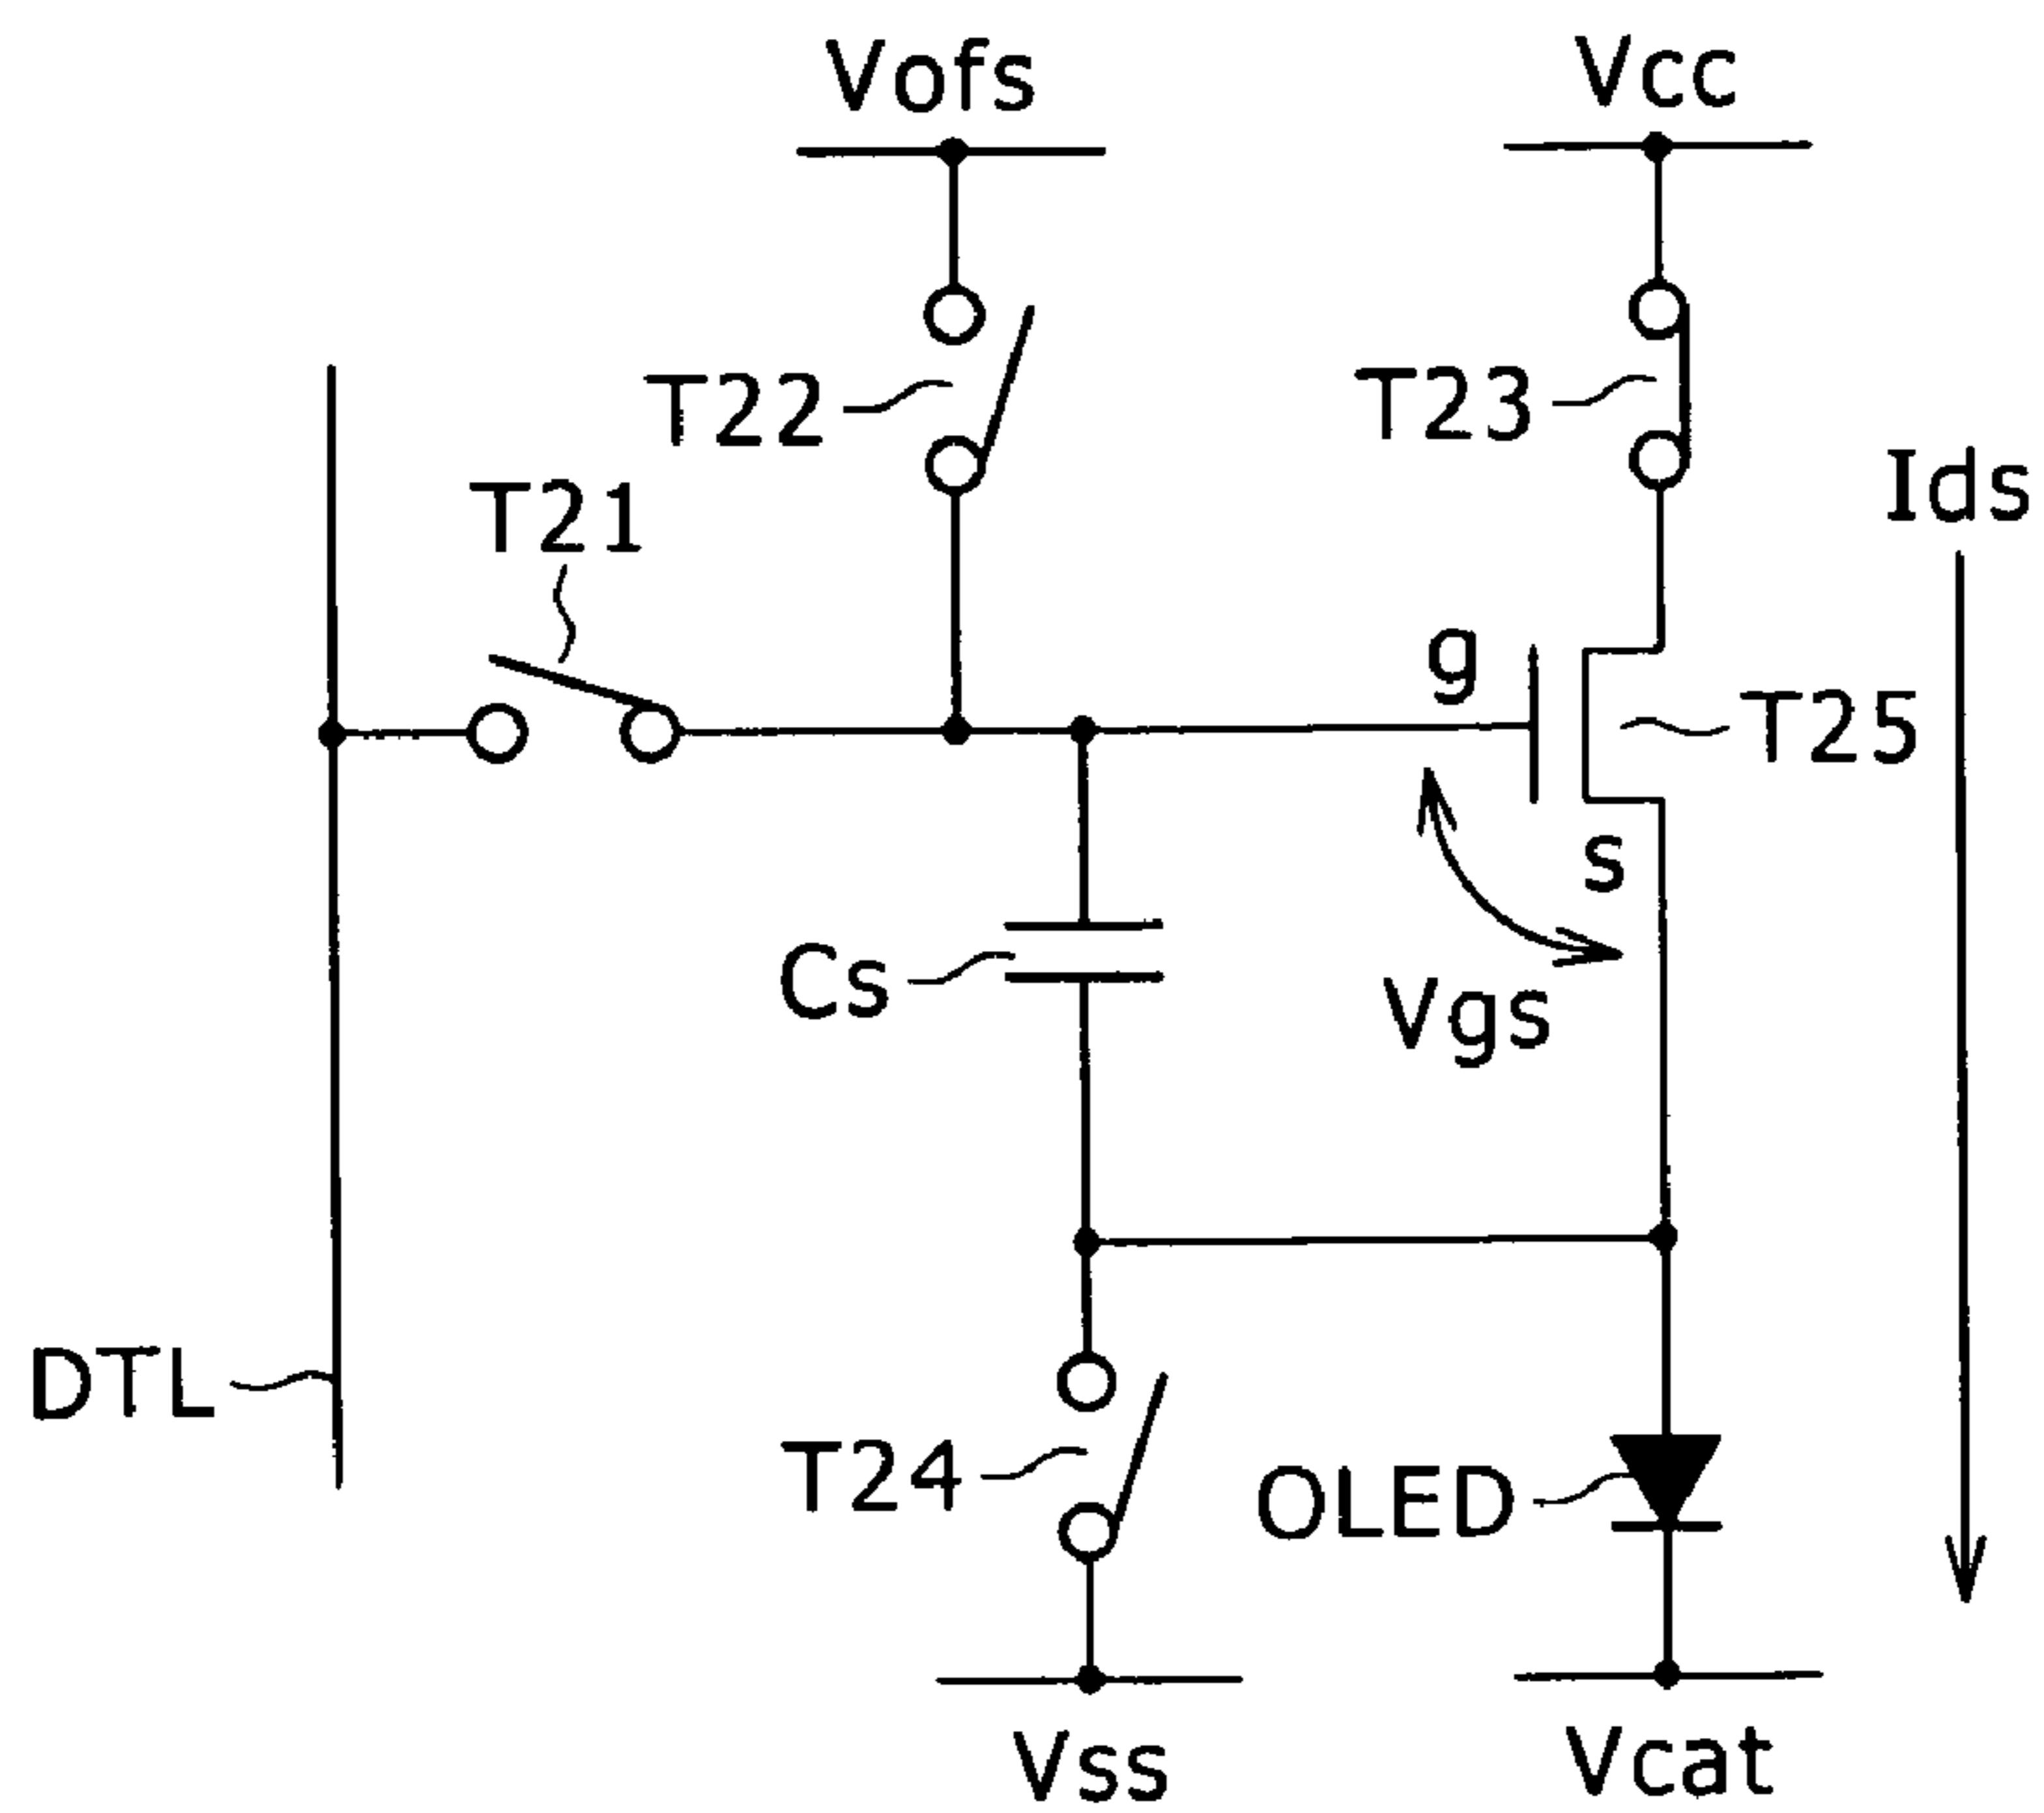 Vofs
Vcc
T22
T23
Ids
T21
g
T25
s
Cs
Vgs
DTL
T24
OLED
Vss
Vcat